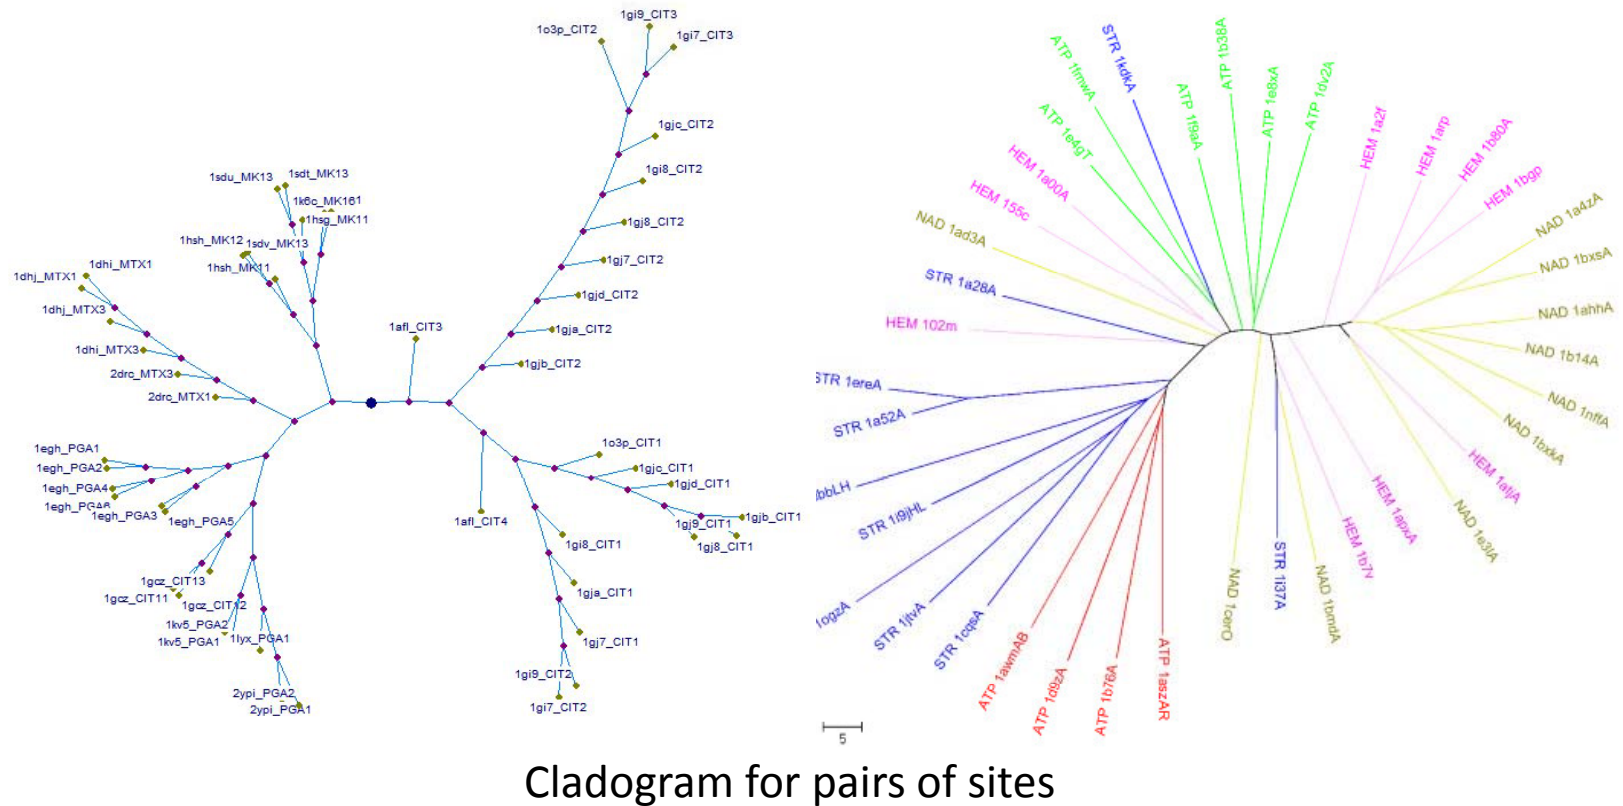 1o3p_CIT2
1gi9_CIT3
1gi7_CIT3
1gjc_CIT2
1gi8_CIT2
1gj8_CIT2
1gj7_CIT2
1gjd_CIT2
1gja_CIT2
1gjb_CIT2
1sdu_MK13
1sdt_MK13
1hsg_MK11
1hsh_MK12
1sdv_MK13
1hsh_MK11
1dhj_MTX1
1dhi_MTX1
1dhj_MTX3
1dhi_MTX3
2drc_MTX3
2drc_MTX1
1afl_CIT3
1egh_PGA1
1egh_PGA2
1egh_PGA4
1egh_PGA3
1egh_PGA5
1gcz_CIT13
1gcz_CIT11
1gcz_CIT12
1kv5_PGA2
1kv5_PGA1
1lyx_PGA1
2ypi_PGA2
2ypi_PGA1
1afl_CIT4
1o3p_CIT1
1gjc_CIT1
1gjd_CIT1
1gjb_CIT1
1gj9_CIT1
1gj8_CIT1
1gi8_CIT1
1gja_CIT1
1gj7_CIT1
1gi9_CIT2
1gi7_CIT2
ATP 1fmwA
STR 1kdkA
ATP 1e4gT
ATP 1f9aA
ATP 1b38A
ATP 1e8xA
ATP 1dv2A
HEM 1a2f
HEM 1arp
HEM 1b80A
HEM 1bgp
NAD 1a4zA
NAD 1bxsA
NAD 1ahhA
NAD 1b14A
NAD 1nffA
NAD 1bxkA
HEM 1atjA
NAD 1e3lA
HEM 1apxA
HEM 1b7v
NAD 1bmdA
STR 1i37A
NAD 1cerO
ATP 1aszAR
ATP 1b76A
ATP 1d9zA
ATP 1awmAB
STR 1cqsA
STR 1jtvA
1ogzA
STR 1i9jHL
bbLH
STR 1a52A
STR 1ereA
HEM 102m
STR 1a28A
NAD 1ad3A
HEM 155c
HEM 1a00A
5
Cladogram for pairs of sites